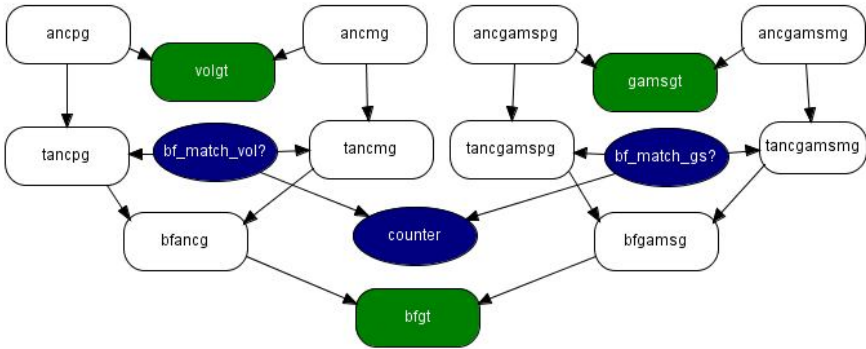 ancpg
ancmg
ancgamspg
ancgamsmg
volgt
gamsgt
tancpg
bf_match_vol?
tancmg
tancgamspg
bf_match_gs?
tancgamsmg
bfancg
counter
bfgamsg
bfgt